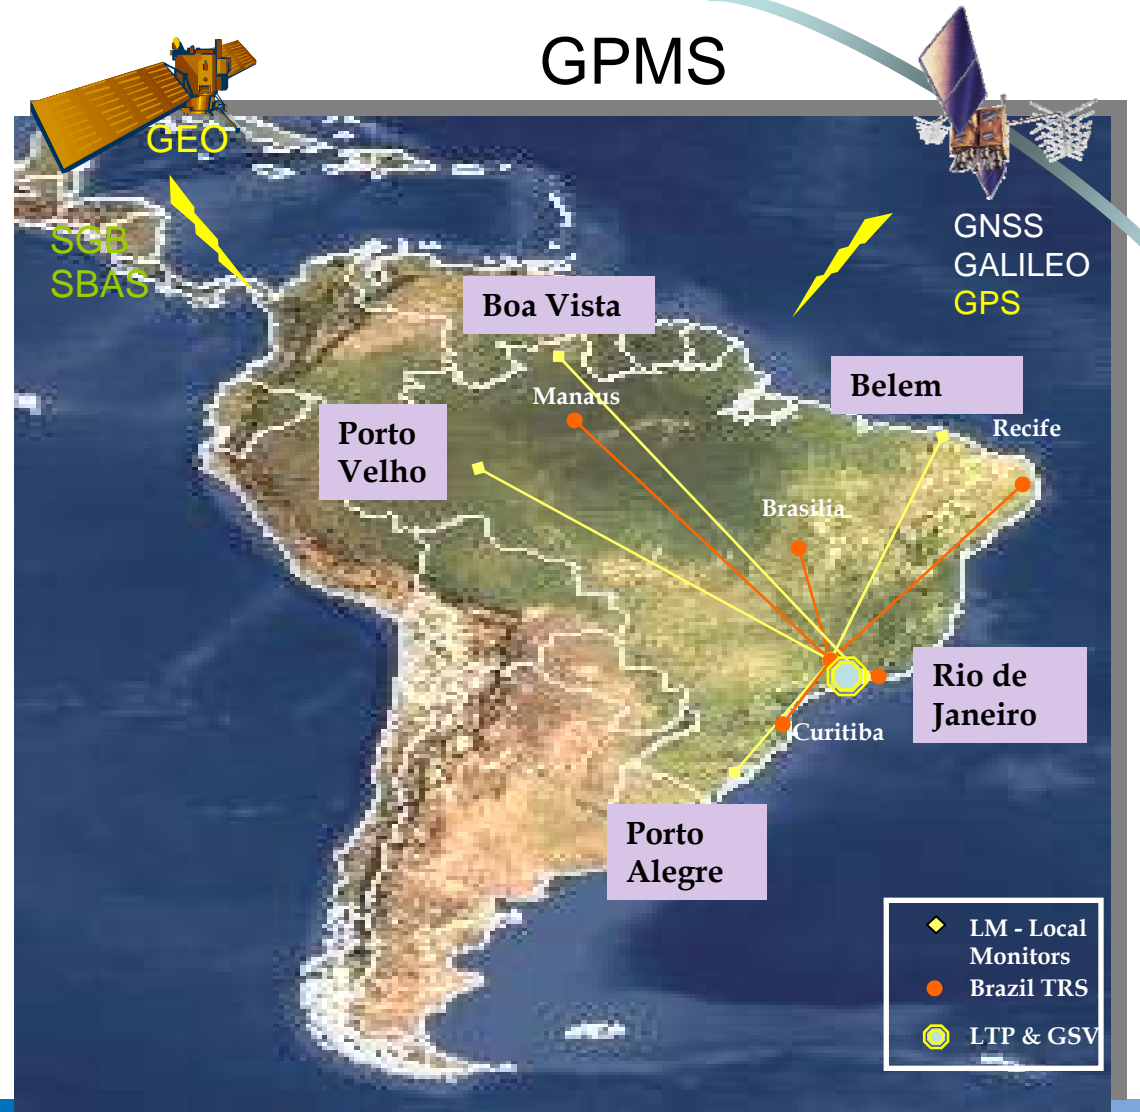 GPMS
GEO
SGB
SBAS
GNSS
GALILEO
GPS
Boa Vista
Manaus
Belem
Recife
Porto
Velho
Brasilia
Rio de
Janeiro
Curitiba
Porto
Alegre
LM - Local
Monitors
Brazil TRS
LTP & GSV